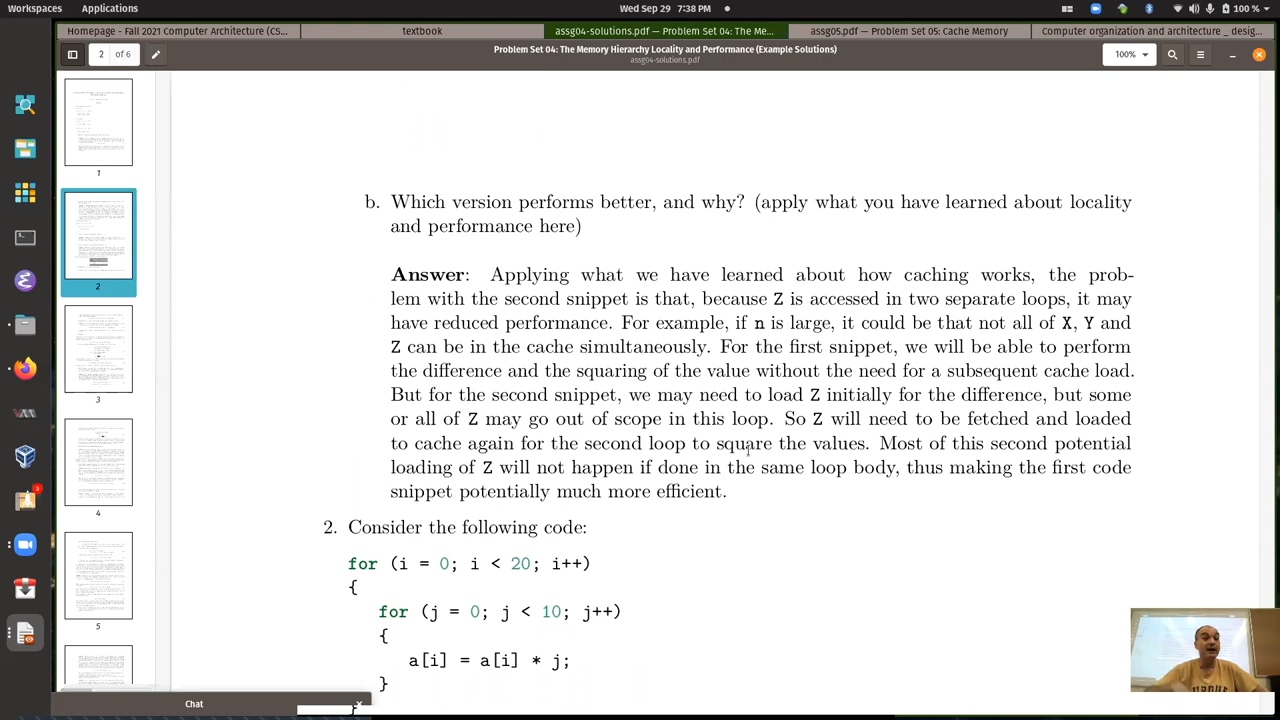 Workspaces Applications Wed Sep 29 7:38 PM 100 %
Homepage - Fall 2021 Computer Architecture (CS... textbook assg04-solutions.pdf — Problem Set 04: The Me... assg05.pdf — Problem Set 05: Cache Memory Computer organization and architecture _ desig...
2 of 6 Problem Set 04: The Memory Hierarchy Locality and Performance (Example Solutions) 100%
assg04-solutions.pdf
b. Which version performs better, and why? (apply what you have learned about locality
and performance here)
Answer: Applying what we have learned about how caching works, the prob-
lem with the second snippet is that, because Z is accessed in two separate loops, it may
have reduced performance. For example, if n is large, it could be that not all of X, Y and
Z can be in the cache simultaneously. For the first snippet, we will be able to perform
the difference and the squaring of the value without the need for a subsequent cache load.
But for the second snippet, we may need to load Z initially for the difference, but some
or all of Z may go out of scope in this loop. So Z will need to be fetched and loaded
to cache again for the second loop to square the values. Most of the second potential
loading of Z would not happen if done in the same loop body, thus making the first code
snippet potentially much more efficient.
2. Consider the following code:
for (i = 0; i < 20; i++)
{
for (j = 0; j < 10; j++)
{
a[i] = a[i] * j;
}
}
1
2
3
4
5
3
Chat